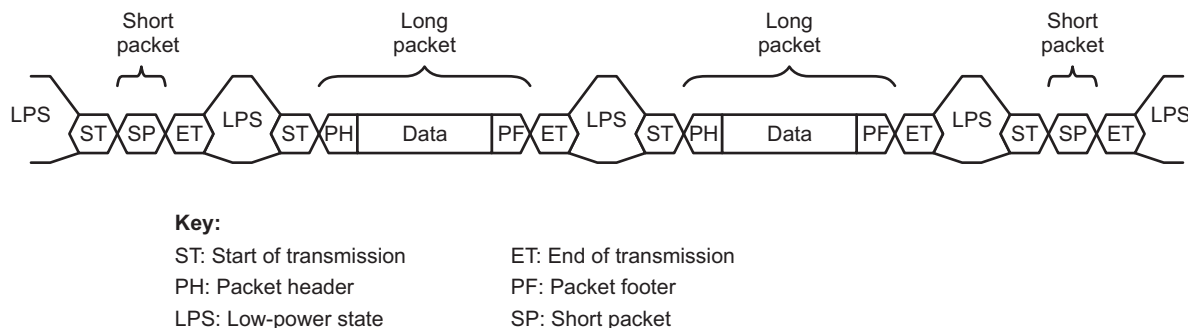 Short packet
Long packet
Long packet
Short packet
LPS ST SP ET LPS ST PH Data PF ET LPS ST PH Data PF ET LPS ST SP ET LPS
Key:
ST: Start of transmission
ET: End of transmission
PH: Packet header
PF: Packet footer
LPS: Low-power state
SP: Short packet